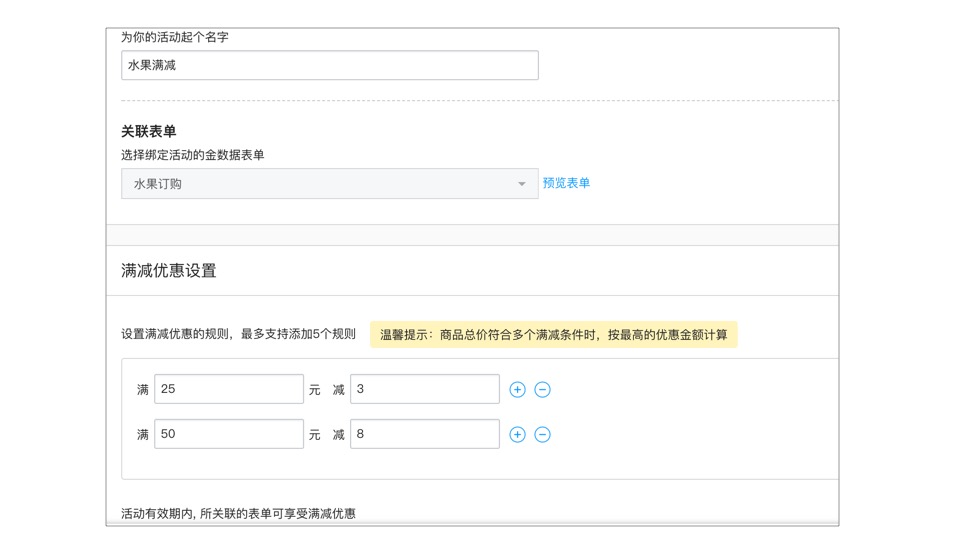 为你的活动起个名字
水果满减
关联表单
选择绑定活动的金数据表单
水果订购
预览表单
满减优惠设置
设置满减优惠的规则，最多支持添加5个规则 温馨提示：商品总价符合多个满减条件时，按最高的优惠金额计算
满 25 元 减 3
满 50 元 减 8
活动有效期内, 所关联的表单可享受满减优惠